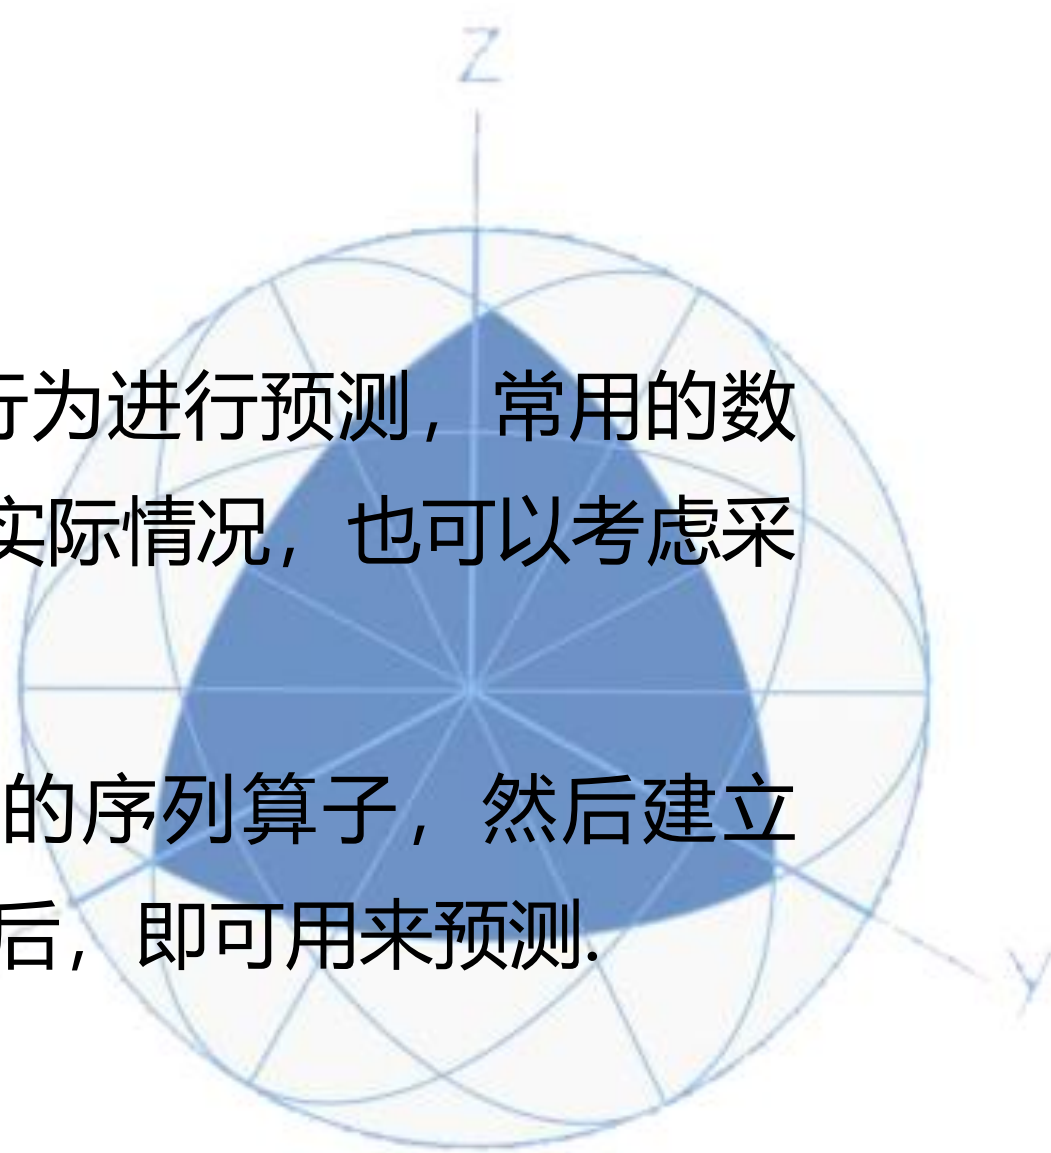 Z
行为进行预测，常用的数
实际情况，也可以考虑采
的序列算子，然后建立
后，即可用来预测.
y